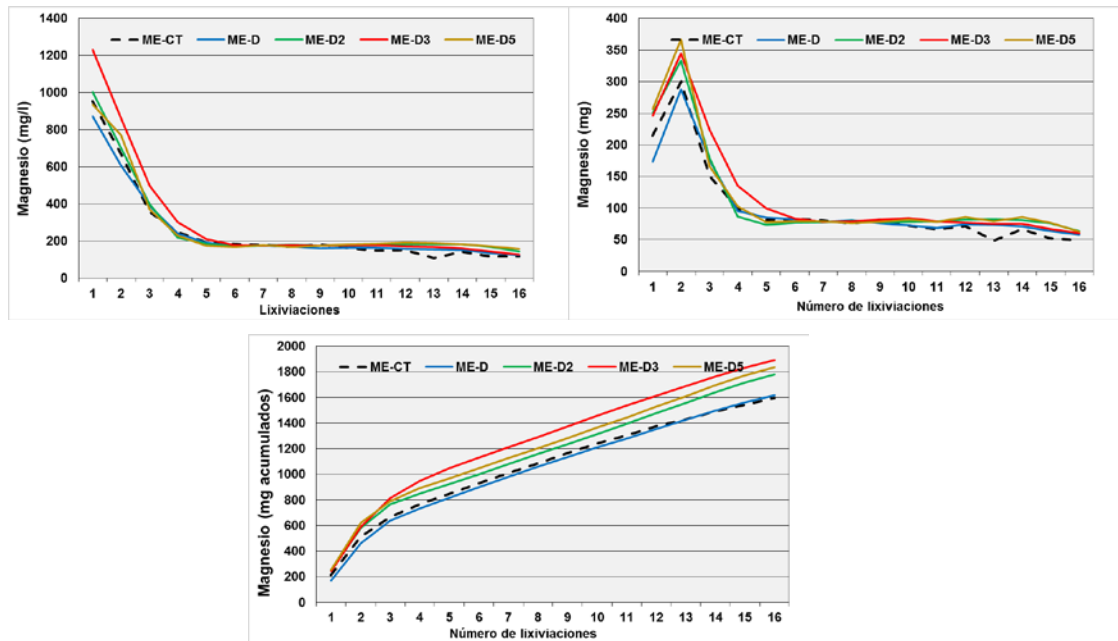 1400
1200
1000
800
600
400
200
0
Magnesio (mg/l)
ME-CT ME-D ME-D2 ME-D3 ME-D5
1 2 3 4 5 6 7 8 9 10 11 12 13 14 15 16
Lixiviaciones
400
350
300
250
200
150
100
50
0
Magnesio (mg)
ME-CT ME-D ME-D2 ME-D3 ME-D5
1 2 3 4 5 6 7 8 9 10 11 12 13 14 15 16
Número de lixiviaciones
2000
1800
1600
1400
1200
1000
800
600
400
200
0
Magnesio (mg acumulados)
ME-CT ME-D ME-D2 ME-D3 ME-D5
1 2 3 4 5 6 7 8 9 10 11 12 13 14 15 16
Número de lixiviaciones